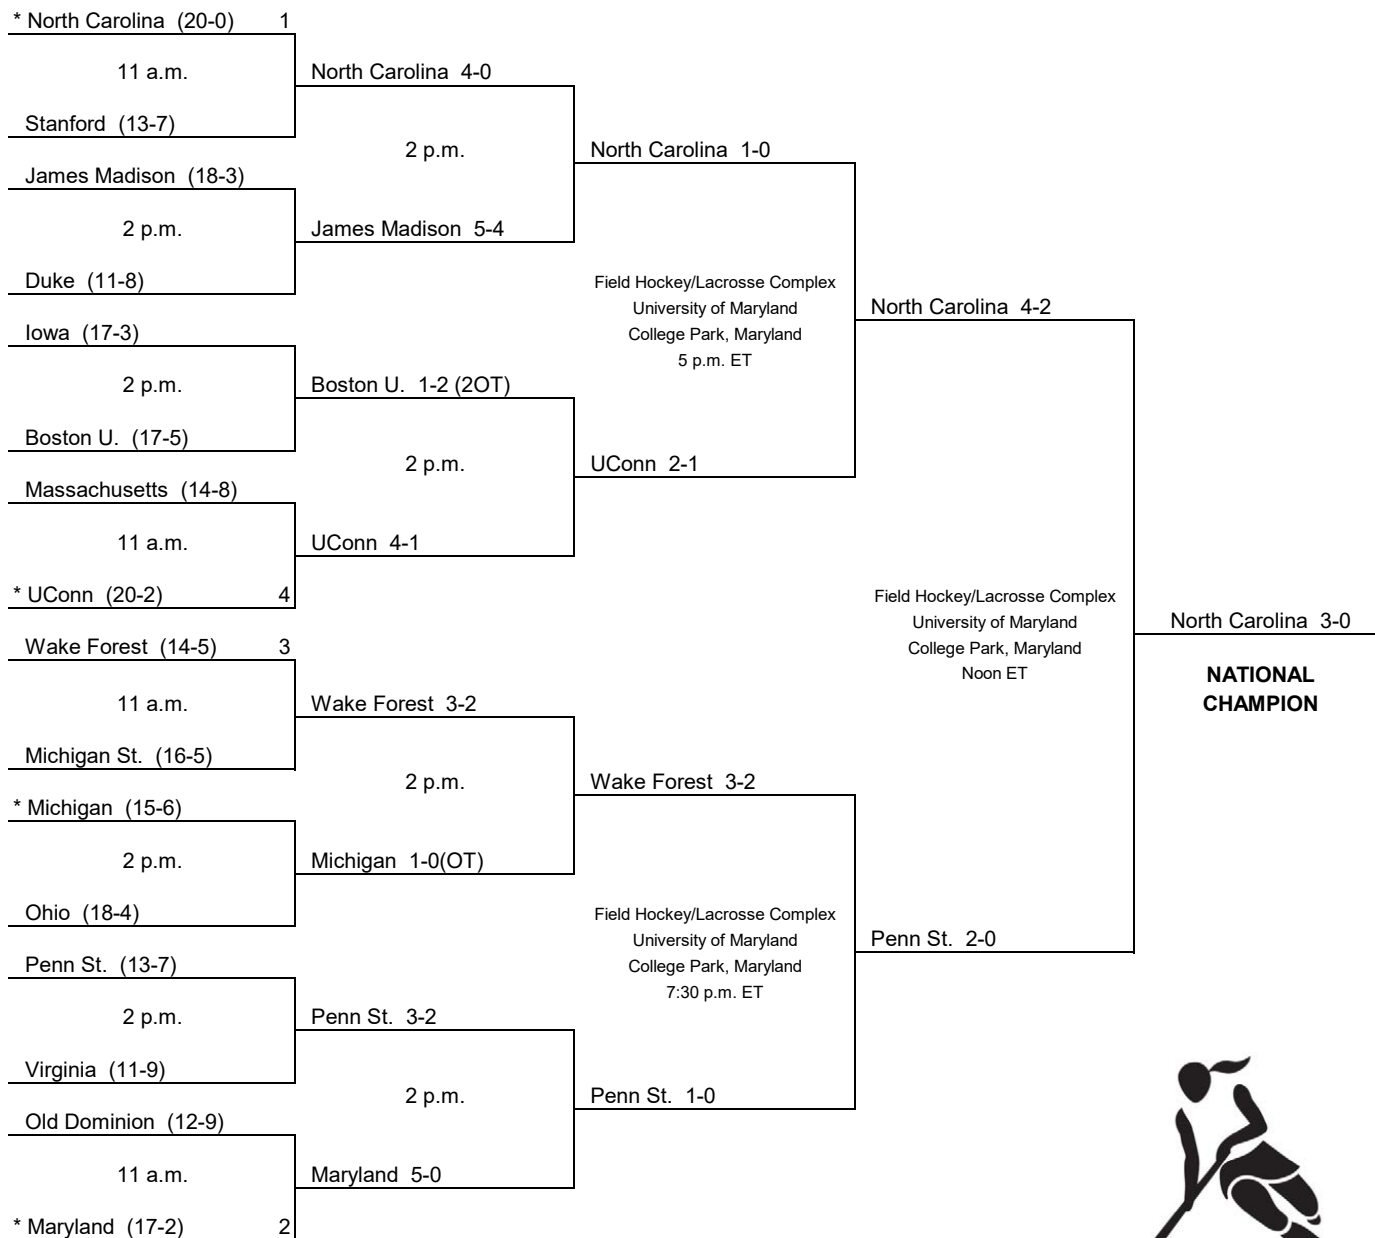 * North Carolina (20-0) 1
11 a.m.
Stanford (13-7)
James Madison (18-3)
2 p.m.
Duke (11-8)
Iowa (17-3)
2 p.m.
Boston U. (17-5)
Massachusetts (14-8)
11 a.m.
* UConn (20-2) 4
Wake Forest (14-5) 3
11 a.m.
Michigan St. (16-5)
* Michigan (15-6)
2 p.m.
Ohio (18-4)
Penn St. (13-7)
2 p.m.
Virginia (11-9)
Old Dominion (12-9)
11 a.m.
* Maryland (17-2) 2
North Carolina 4-0
2 p.m.
James Madison 5-4
Boston U. 1-2 (2OT)
2 p.m.
UConn 4-1
Wake Forest 3-2
2 p.m.
Michigan 1-0(OT)
Penn St. 3-2
2 p.m.
Maryland 5-0
North Carolina 1-0
Field Hockey/Lacrosse Complex
University of Maryland
College Park, Maryland
5 p.m. ET
UConn 2-1
Wake Forest 3-2
Field Hockey/Lacrosse Complex
University of Maryland
College Park, Maryland
7:30 p.m. ET
Penn St. 1-0
North Carolina 4-2
Field Hockey/Lacrosse Complex
University of Maryland
College Park, Maryland
Noon ET
Penn St. 2-0
North Carolina 3-0
NATIONAL
CHAMPION